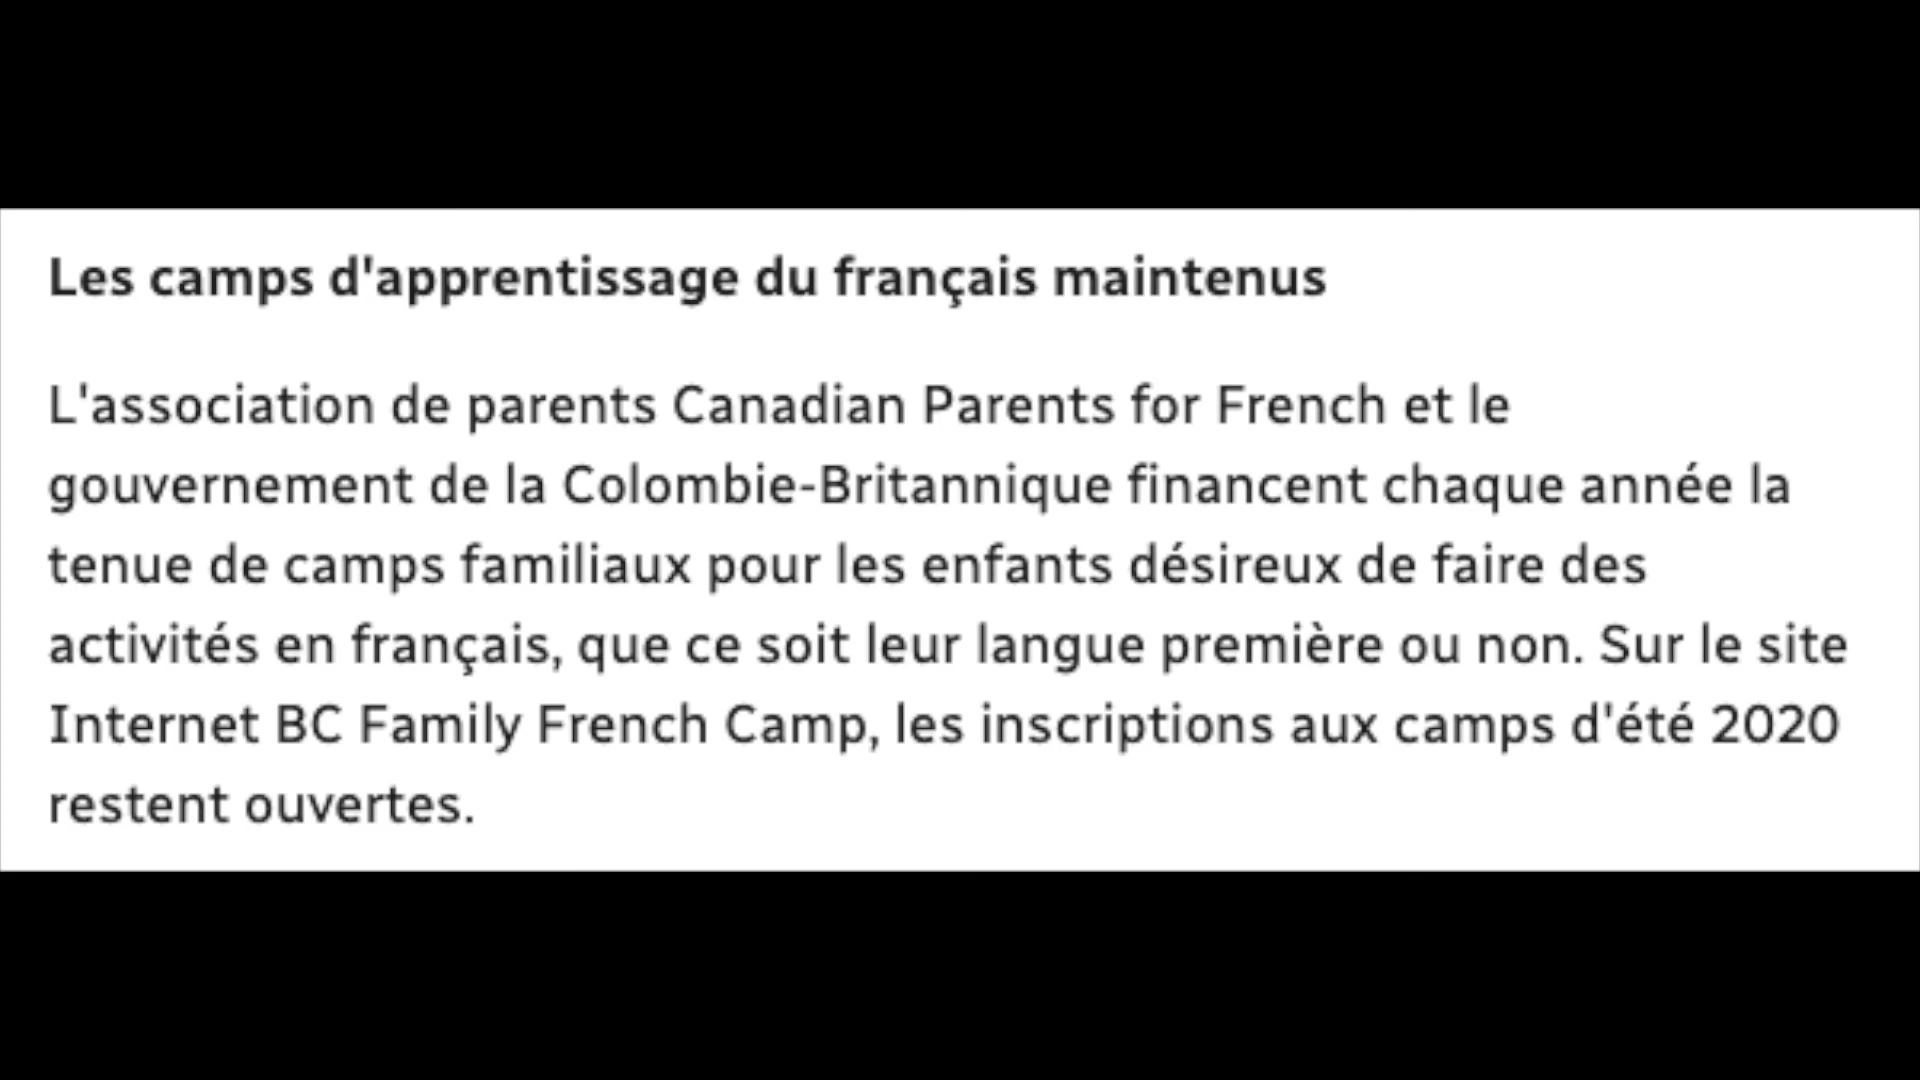 Les camps d'apprentissage du français maintenus
L'association de parents Canadian Parents for French et le
gouvernement de la Colombie-Britannique financent chaque année la
tenue de camps familiaux pour les enfants désireux de faire des
activités en français, que ce soit leur langue première ou non. Sur le site
Internet BC Family French Camp, les inscriptions aux camps d'été 2020
restent ouvertes.